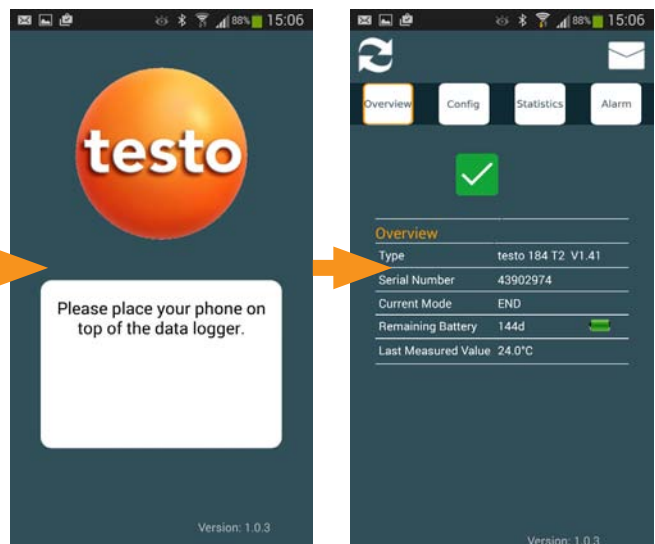 88% 15:06
testo
Please place your phone on
top of the data logger.
Version: 1.0.3
88% 15:06
Overview Config Statistics Alarm
Overview
Type testo 184 T2 V1.41
Serial Number 43902974
Current Mode END
Remaining Battery 144d
Last Measured Value 24.0°C
Version: 1.0.3